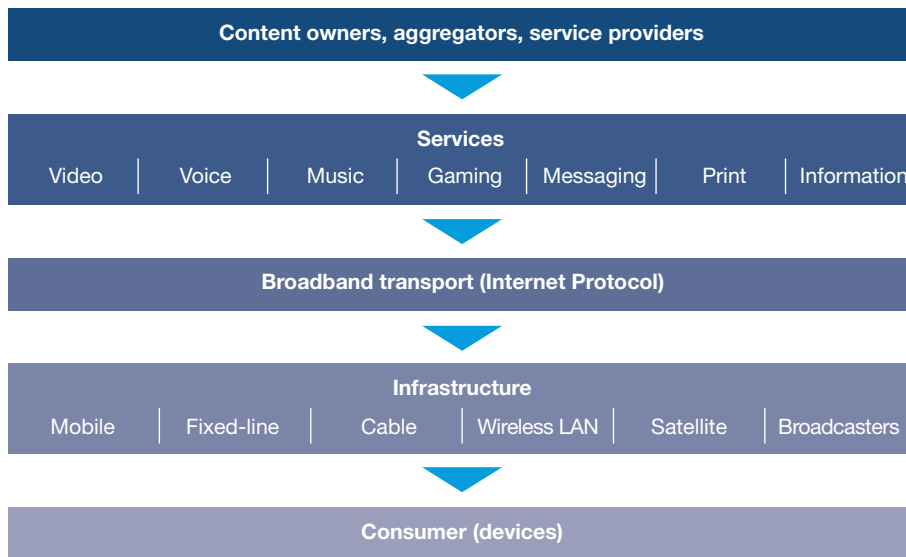 Content owners, aggregators, service providers
Services
Video Voice Music Gaming Messaging Print Information
Broadband transport (Internet Protocol)
Infrastructure
Mobile Fixed-line Cable Wireless LAN Satellite Broadcasters
Consumer (devices)